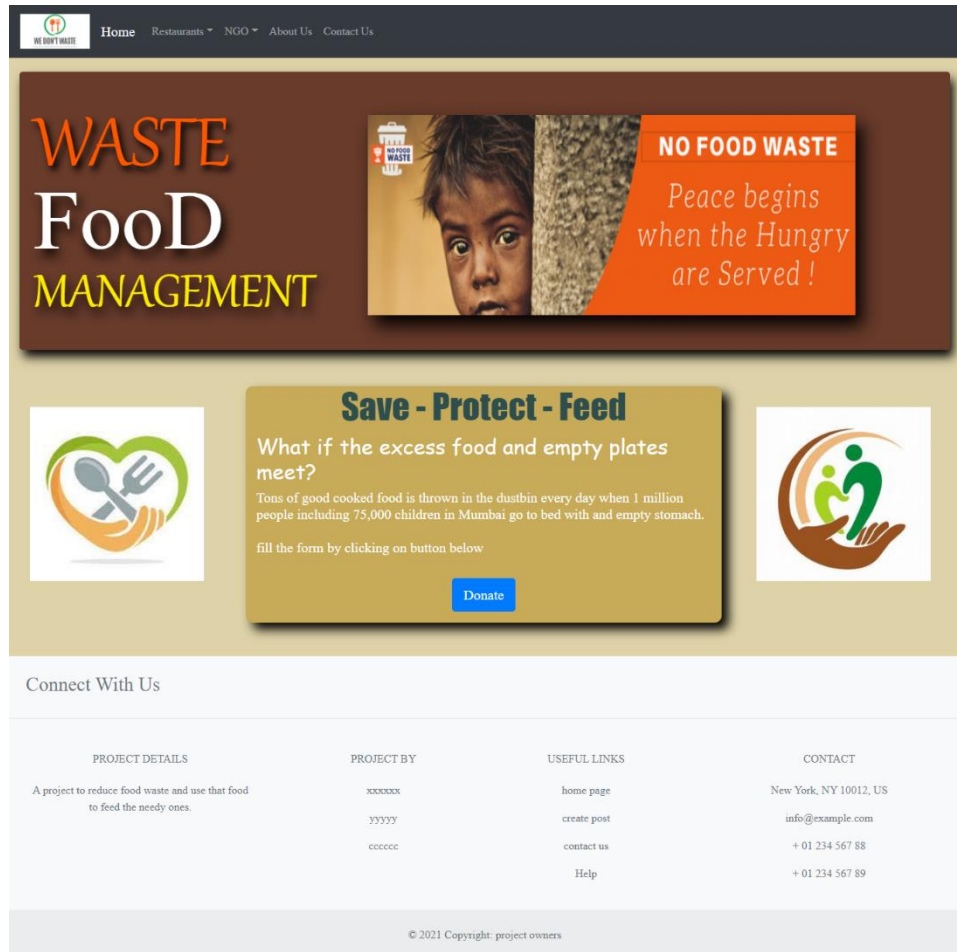 WE DON'T WASTE
Home Restaurants NGO About Us Contact Us
WASTE
FooD
MANAGEMENT
NO FOOD
WASTE
NO FOOD WASTE
Peace begins
when the Hungry
are Served !
Save - Protect - Feed
What if the excess food and empty plates
meet?
Tons of good cooked food is thrown in the dustbin every day when 1 million
people including 75,000 children in Mumbai go to bed with and empty stomach.
fill the form by clicking on button below
Donate
Connect With Us
PROJECT DETAILS
A project to reduce food waste and use that food
to feed the needy ones.
PROJECT BY
xxxxxx
yyyyy
cccccc
USEFUL LINKS
home page
create post
contact us
Help
CONTACT
New York, NY 10012, US
info@example.com
+ 01 234 567 88
+ 01 234 567 89
© 2021 Copyright: project owners